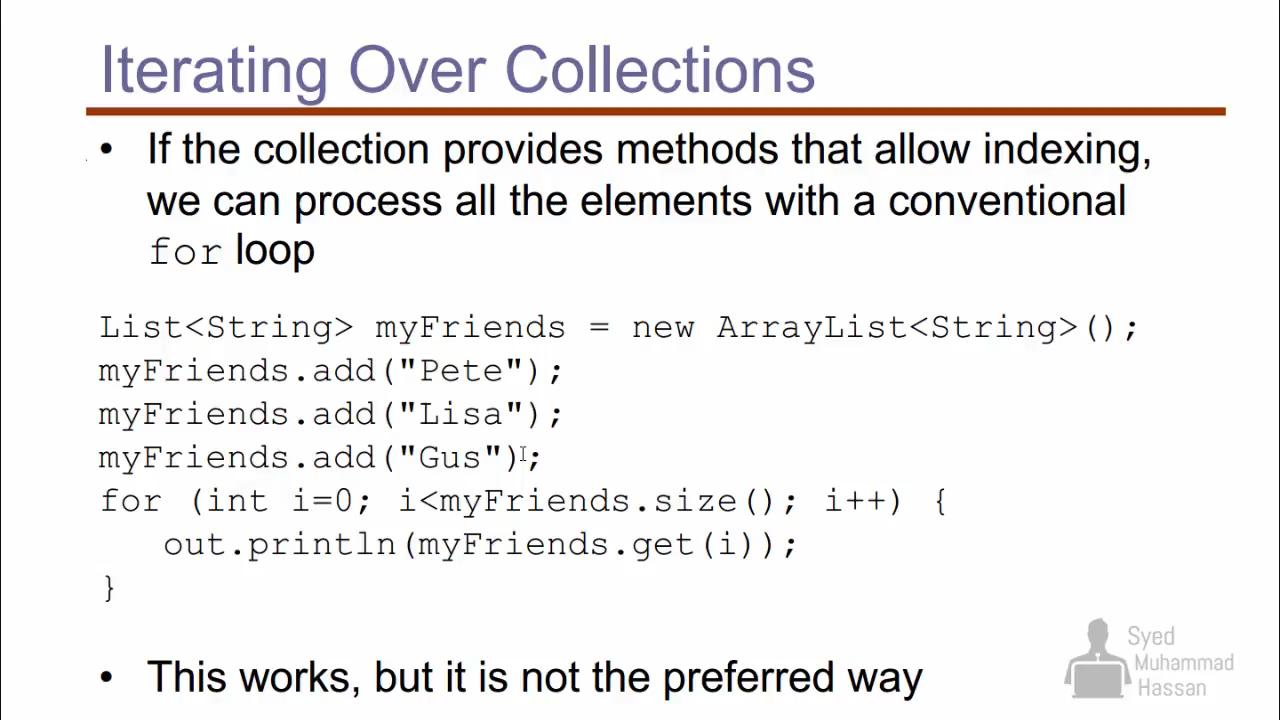 Iterating Over Collections
• If the collection provides methods that allow indexing,
we can process all the elements with a conventional
for loop
List<String> myFriends = new ArrayList<String>();
myFriends.add("Pete");
myFriends.add("Lisa");
myFriends.add("Gus");
for (int i=0; i<myFriends.size(); i++) {
   out.println(myFriends.get(i));
}
• This works, but it is not the preferred way
Syed
Muhammad
Hassan